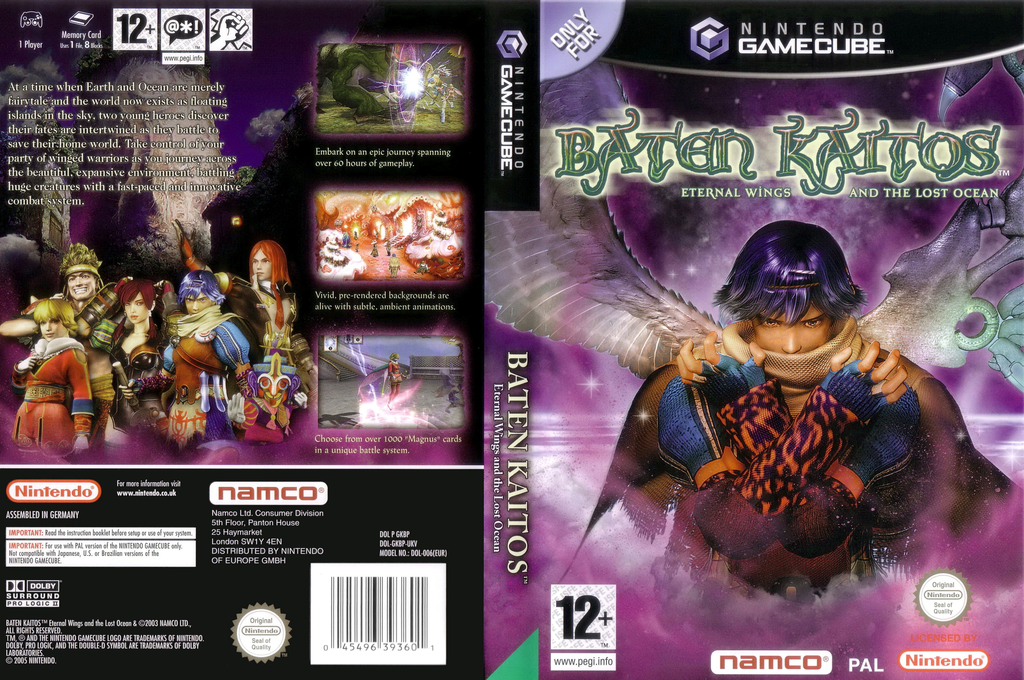 1 Player
Memory Card
Uses 1 File, 8 Blocks
12+
TM
@*!
www.pegi.info
At a time when Earth and Ocean are merely
fairytale and the world now exists as floating
islands in the sky, two young heroes discover
their fates are intertwined as they battle to
save their home world. Take control of your
party of winged warriors as you journey across
the beautiful, expansive environment, battling
huge creatures with a fast-paced and innovative
combat system.
Embark on an epic journey spanning
over 60 hours of gameplay.
Vivid, pre-rendered backgrounds are
alive with subtle, ambient animations.
Choose from over 1000 "Magnus" cards
in a unique battle system.
Nintendo®
For more information visit
www.nintendo.co.uk
ASSEMBLED IN GERMANY
IMPORTANT: Read the instruction booklet before setup or use of your system.
IMPORTANT: For use with PAL version of the NINTENDO GAMECUBE only.
Not compatible with Japanese, U.S. or Brazilian versions of the
NINTENDO GAMECUBE.
DOLBY
SURROUND
PRO LOGIC II
BATEN KAITOS™ Eternal Wings and the Lost Ocean & ©2003 NAMCO LTD.,
ALL RIGHTS RESERVED.
TM, ® AND THE NINTENDO GAMECUBE LOGO ARE TRADEMARKS OF NINTENDO.
DOLBY, PRO LOGIC, AND THE DOUBLE-D SYMBOL ARE TRADEMARKS OF DOLBY
LABORATORIES.
© 2005 NINTENDO.
namco®
Namco Ltd. Consumer Division
5th Floor, Panton House
25 Haymarket
London SW1Y 4EN
DISTRIBUTED BY NINTENDO
OF EUROPE GMBH
DOL P GKBP
DOL-GKBP-UKV
MODEL NO.: DOL-006(EUR)
Original
Nintendo
Seal of
Quality
TM
0 45496 39360 1
NINTENDO
GAMECUBE™
BATEN KAITOS™
Eternal Wings and the Lost Ocean
ONLY
FOR
NINTENDO
GAMECUBE™
BATEN KAITOS™
ETERNAL WINGS AND THE LOST OCEAN
12+
TM
www.pegi.info
Original
Nintendo
Seal of
Quality
LICENSED BY
namco®
PAL
Nintendo®